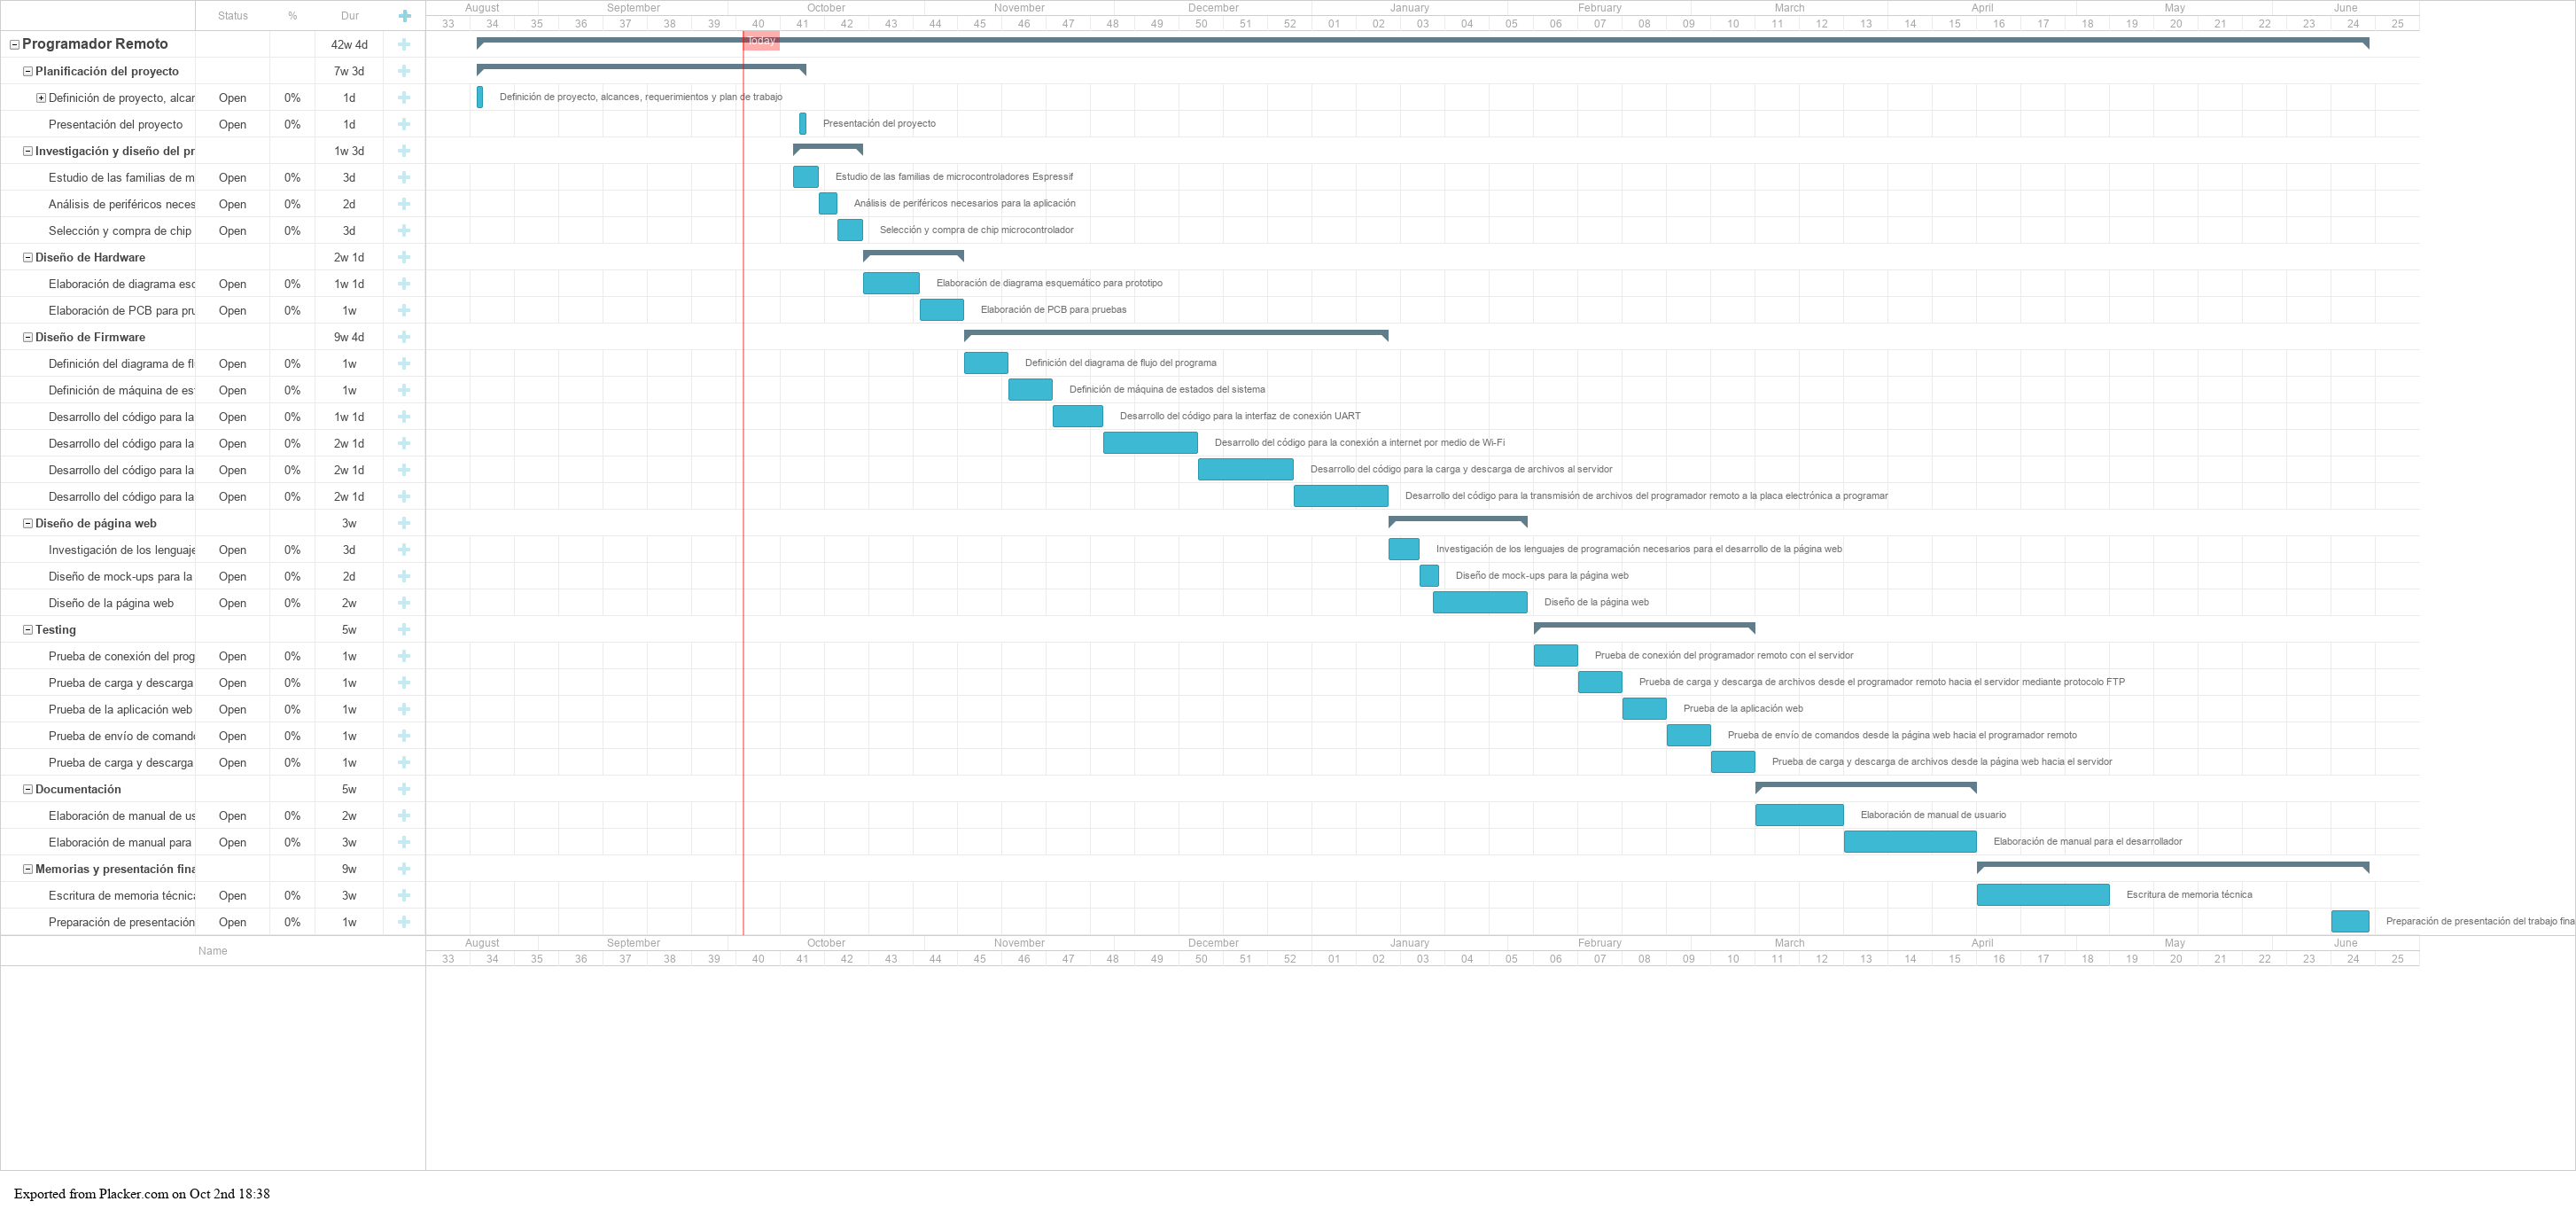 Status % Dur August September October November December January February March April May June
33 34 35 36 37 38 39 40 41 42 43 44 45 46 47 48 49 50 51 52 01 02 03 04 05 06 07 08 09 10 11 12 13 14 15 16 17 18 19 20 21 22 23 24 25
Programador Remoto 42w 4d Today
Planificación del proyecto 7w 3d
Definición de proyecto, alcar Open 0% 1d Definición de proyecto, alcances, requerimientos y plan de trabajo
Presentación del proyecto Open 0% 1d Presentación del proyecto
Investigación y diseño del pr 1w 3d
Estudio de las familias de m Open 0% 3d Estudio de las familias de microcontroladores Espressif
Análisis de periféricos neces Open 0% 2d Análisis de periféricos necesarios para la aplicación
Selección y compra de chip Open 0% 3d Selección y compra de chip microcontrolador
Diseño de Hardware 2w 1d
Elaboración de diagrama esc Open 0% 1w 1d Elaboración de diagrama esquemático para prototipo
Elaboración de PCB para pru Open 0% 1w Elaboración de PCB para pruebas
Diseño de Firmware 9w 4d
Definición del diagrama de fl Open 0% 1w Definición del diagrama de flujo del programa
Definición de máquina de es Open 0% 1w Definición de máquina de estados del sistema
Desarrollo del código para la Open 0% 1w 1d Desarrollo del código para la interfaz de conexión UART
Desarrollo del código para la Open 0% 2w 1d Desarrollo del código para la conexión a internet por medio de Wi-Fi
Desarrollo del código para la Open 0% 2w 1d Desarrollo del código para la carga y descarga de archivos al servidor
Desarrollo del código para la Open 0% 2w 1d Desarrollo del código para la transmisión de archivos del programador remoto a la placa electrónica a programar
Diseño de página web 3w
Investigación de los lenguaje Open 0% 3d Investigación de los lenguajes de programación necesarios para el desarrollo de la página web
Diseño de mock-ups para la Open 0% 2d Diseño de mock-ups para la página web
Diseño de la página web Open 0% 2w Diseño de la página web
Testing 5w
Prueba de conexión del prog Open 0% 1w Prueba de conexión del programador remoto con el servidor
Prueba de carga y descarga Open 0% 1w Prueba de carga y descarga de archivos desde el programador remoto hacia el servidor mediante protocolo FTP
Prueba de la aplicación web Open 0% 1w Prueba de la aplicación web
Prueba de envío de comando Open 0% 1w Prueba de envío de comandos desde la página web hacia el programador remoto
Prueba de carga y descarga Open 0% 1w Prueba de carga y descarga de archivos desde la página web hacia el servidor
Documentación 5w
Elaboración de manual de us Open 0% 2w Elaboración de manual de usuario
Elaboración de manual para Open 0% 3w Elaboración de manual para el desarrollador
Memorias y presentación fina 9w
Escritura de memoria técnica Open 0% 3w Escritura de memoria técnica
Preparación de presentación Open 0% 1w Preparación de presentación del trabajo fina
Name August September October November December January February March April May June
33 34 35 36 37 38 39 40 41 42 43 44 45 46 47 48 49 50 51 52 01 02 03 04 05 06 07 08 09 10 11 12 13 14 15 16 17 18 19 20 21 22 23 24 25
Exported from Placker.com on Oct 2nd 18:38